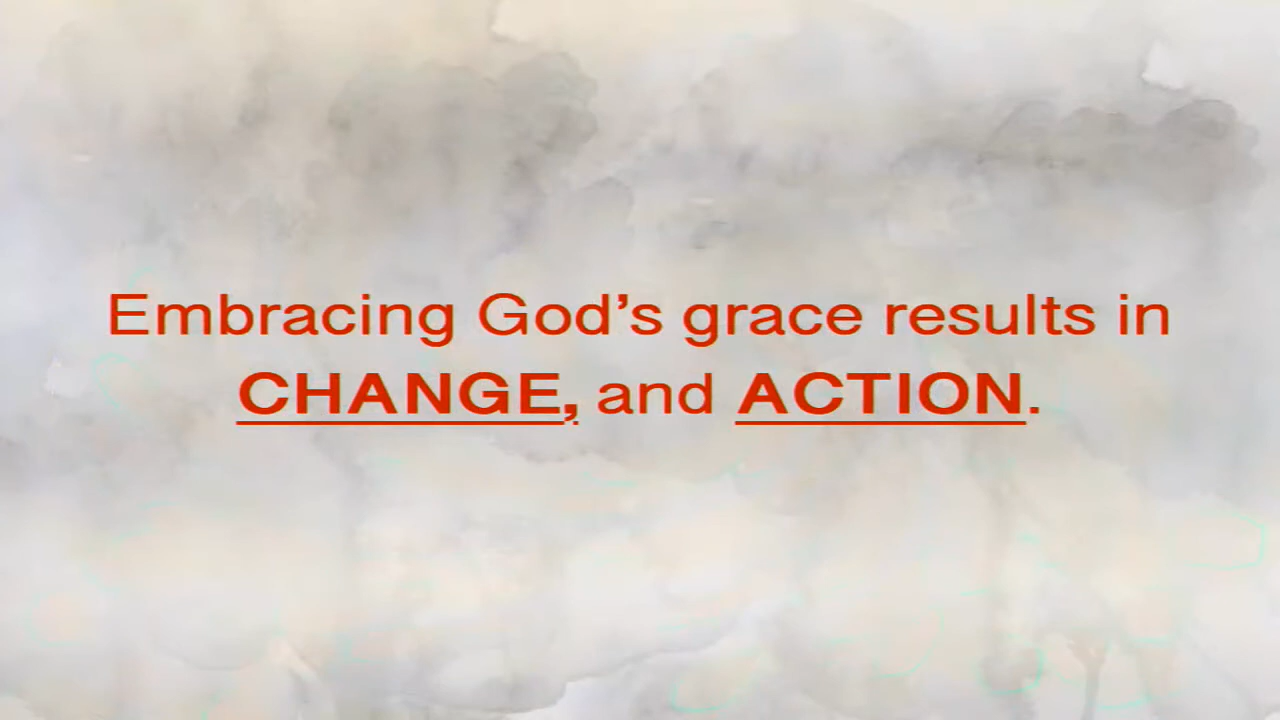 Embracing God’s grace results in
CHANGE, and ACTION.